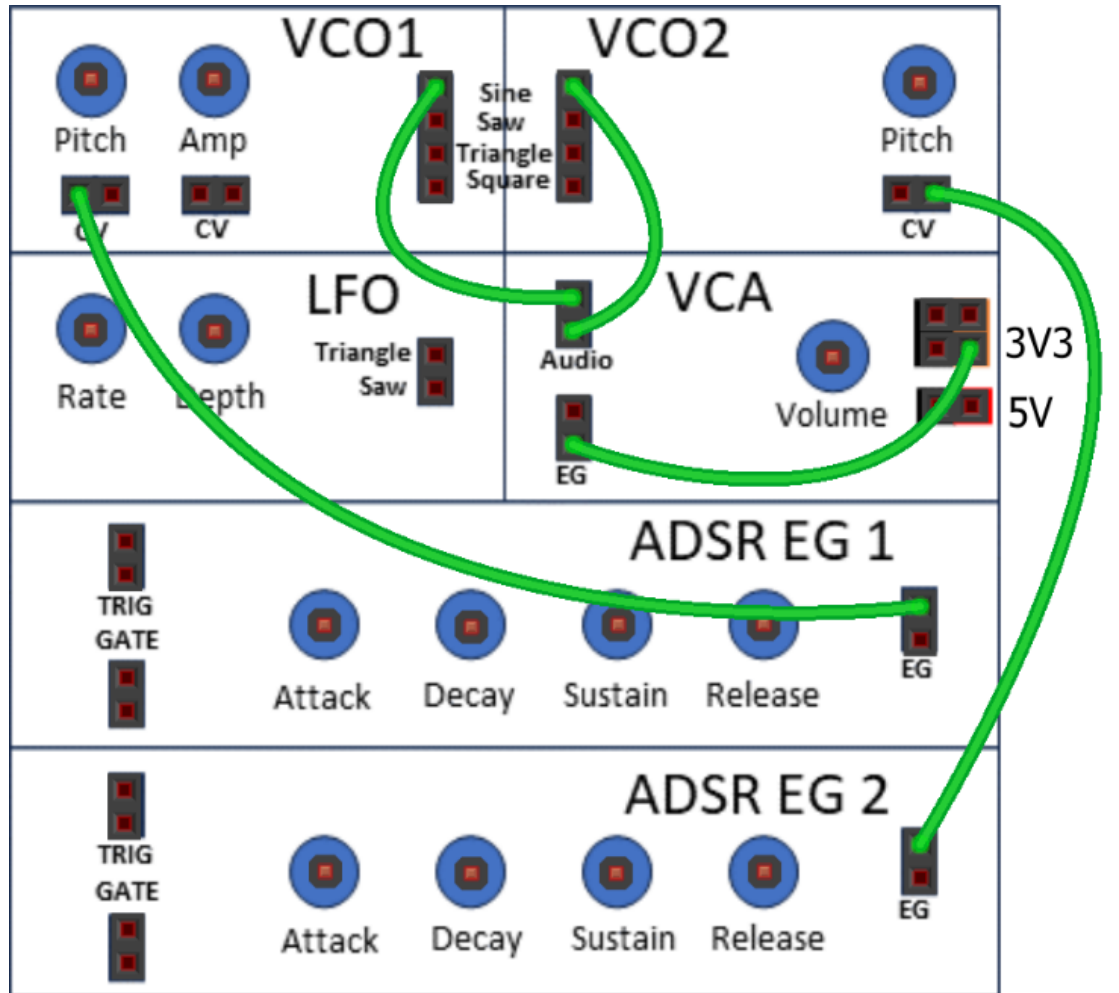 VCO1
VCO2
Sine
Saw
Triangle
Square
Pitch
Amp
Pitch
CV
CV
CV
LFO
VCA
Triangle
Saw
Audio
3V3
Rate
Depth
Volume
5V
EG
ADSR EG 1
TRIG
GATE
EG
Attack
Decay
Sustain
Release
ADSR EG 2
TRIG
GATE
EG
Attack
Decay
Sustain
Release